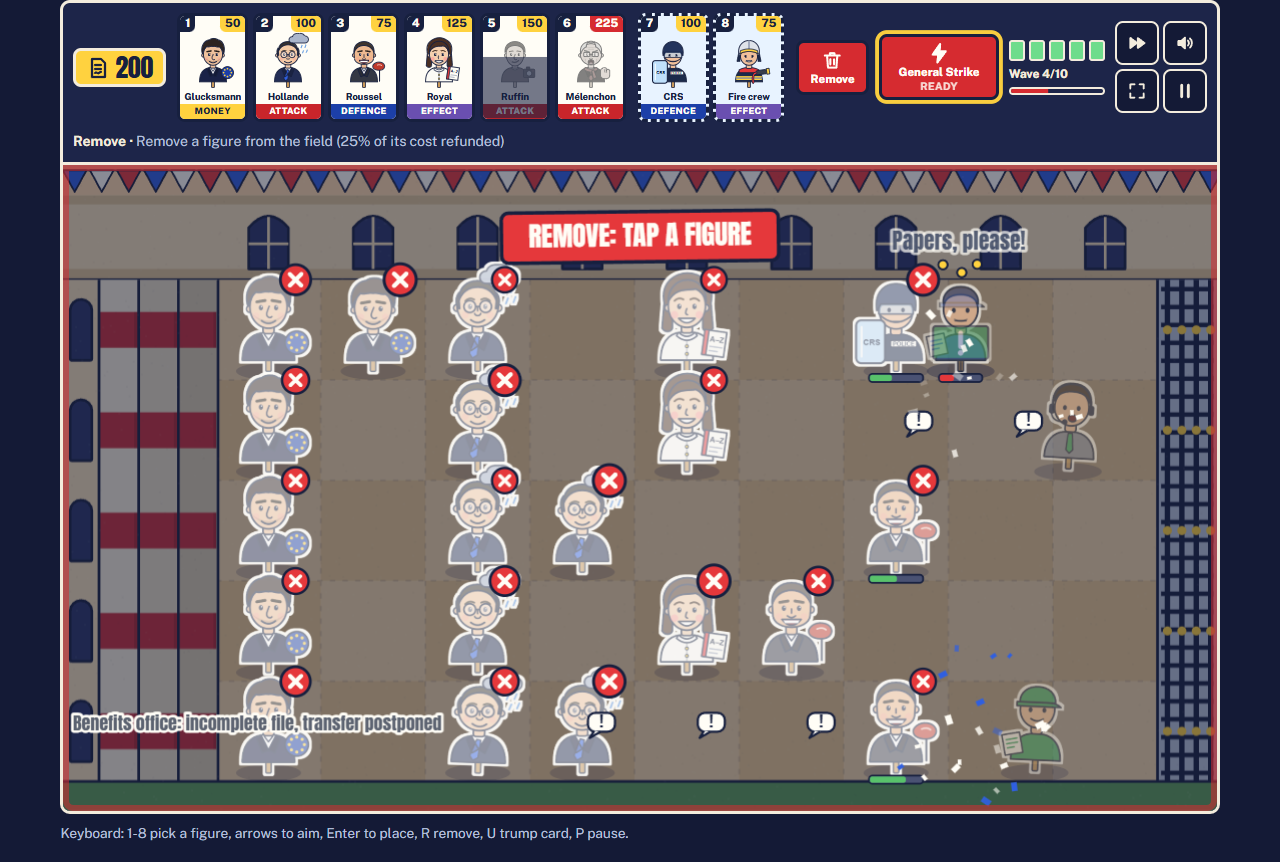 200
1 50 Glucksmann MONEY
2 100 Hollande ATTACK
3 75 Roussel DEFENCE
4 125 Royal EFFECT
5 150 Ruffin ATTACK
6 225 Mélenchon ATTACK
7 100 CRS CRS DEFENCE
8 75 Fire crew EFFECT
Remove
General Strike
READY
Wave 4/10
Remove · Remove a figure from the field (25% of its cost refunded)
REMOVE: TAP A FIGURE
Papers, please!
A-Z
CRS POLICE
A-Z
!
!
A-Z
Benefits office: incomplete file, transfer postponed
!
!
!
Keyboard: 1-8 pick a figure, arrows to aim, Enter to place, R remove, U trump card, P pause.